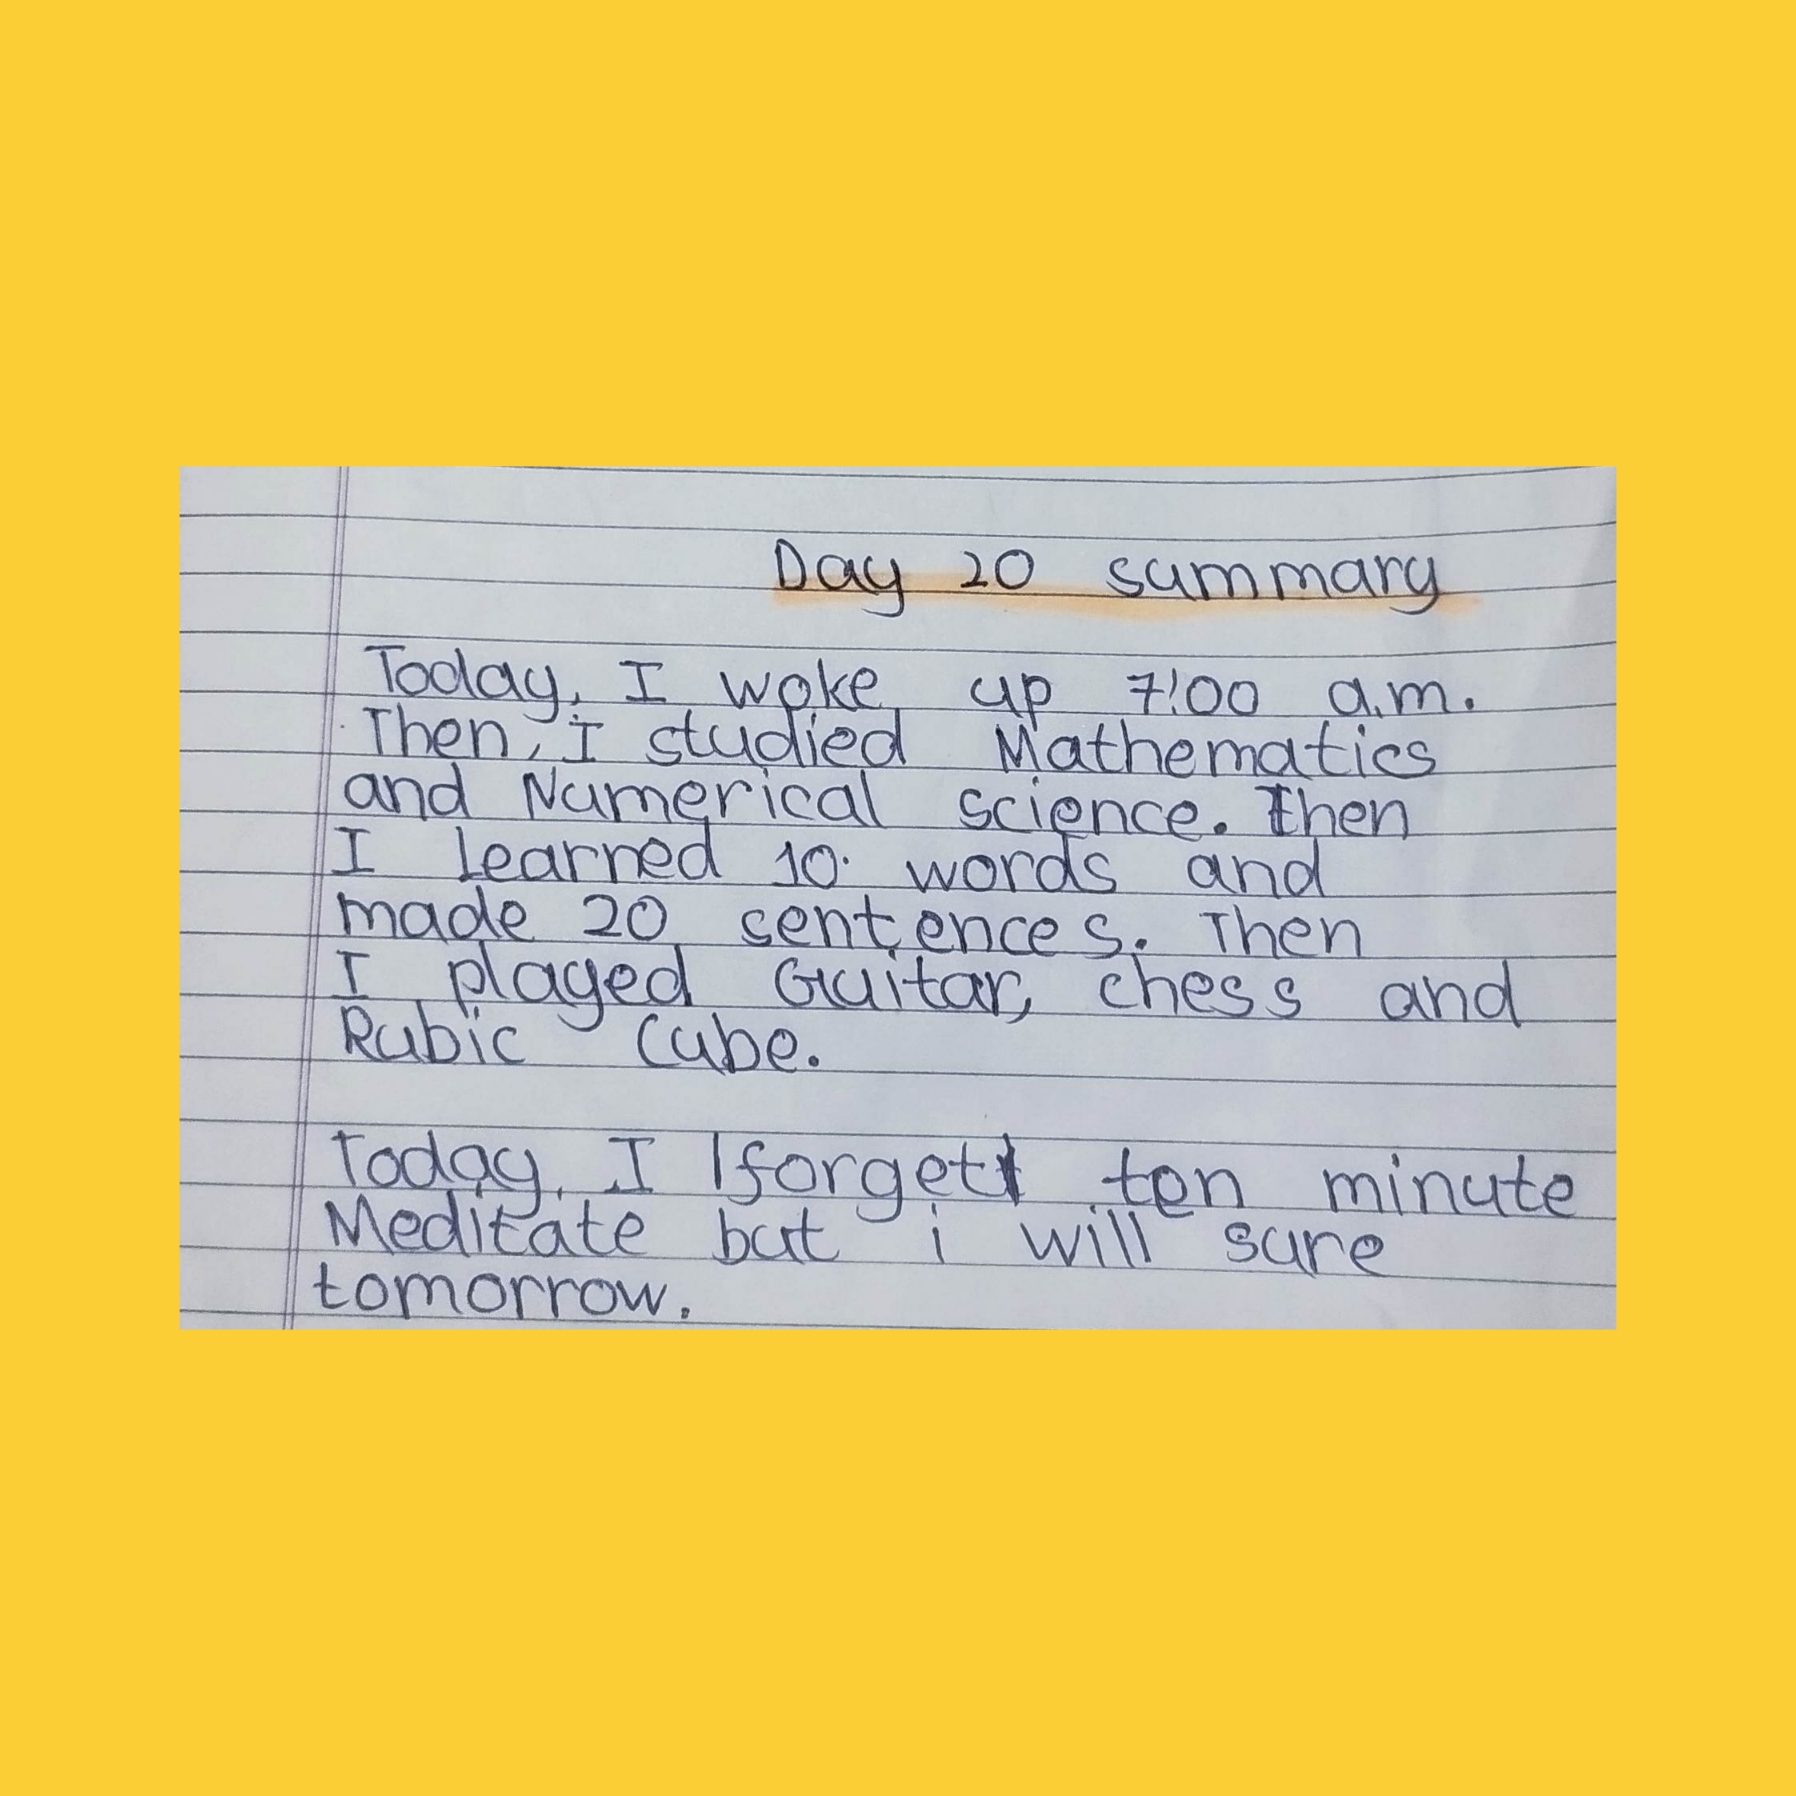 Day 20 summary
Today, I woke up 7:00 a.m.
Then, I studied Mathematics
and Numerical science. Then
I learned 10 words and
made 20 sentences. Then
I played Guitar, chess and
Rubic Cube.
Today, I forget ten minute
Meditate but i will sure
tomorrow.